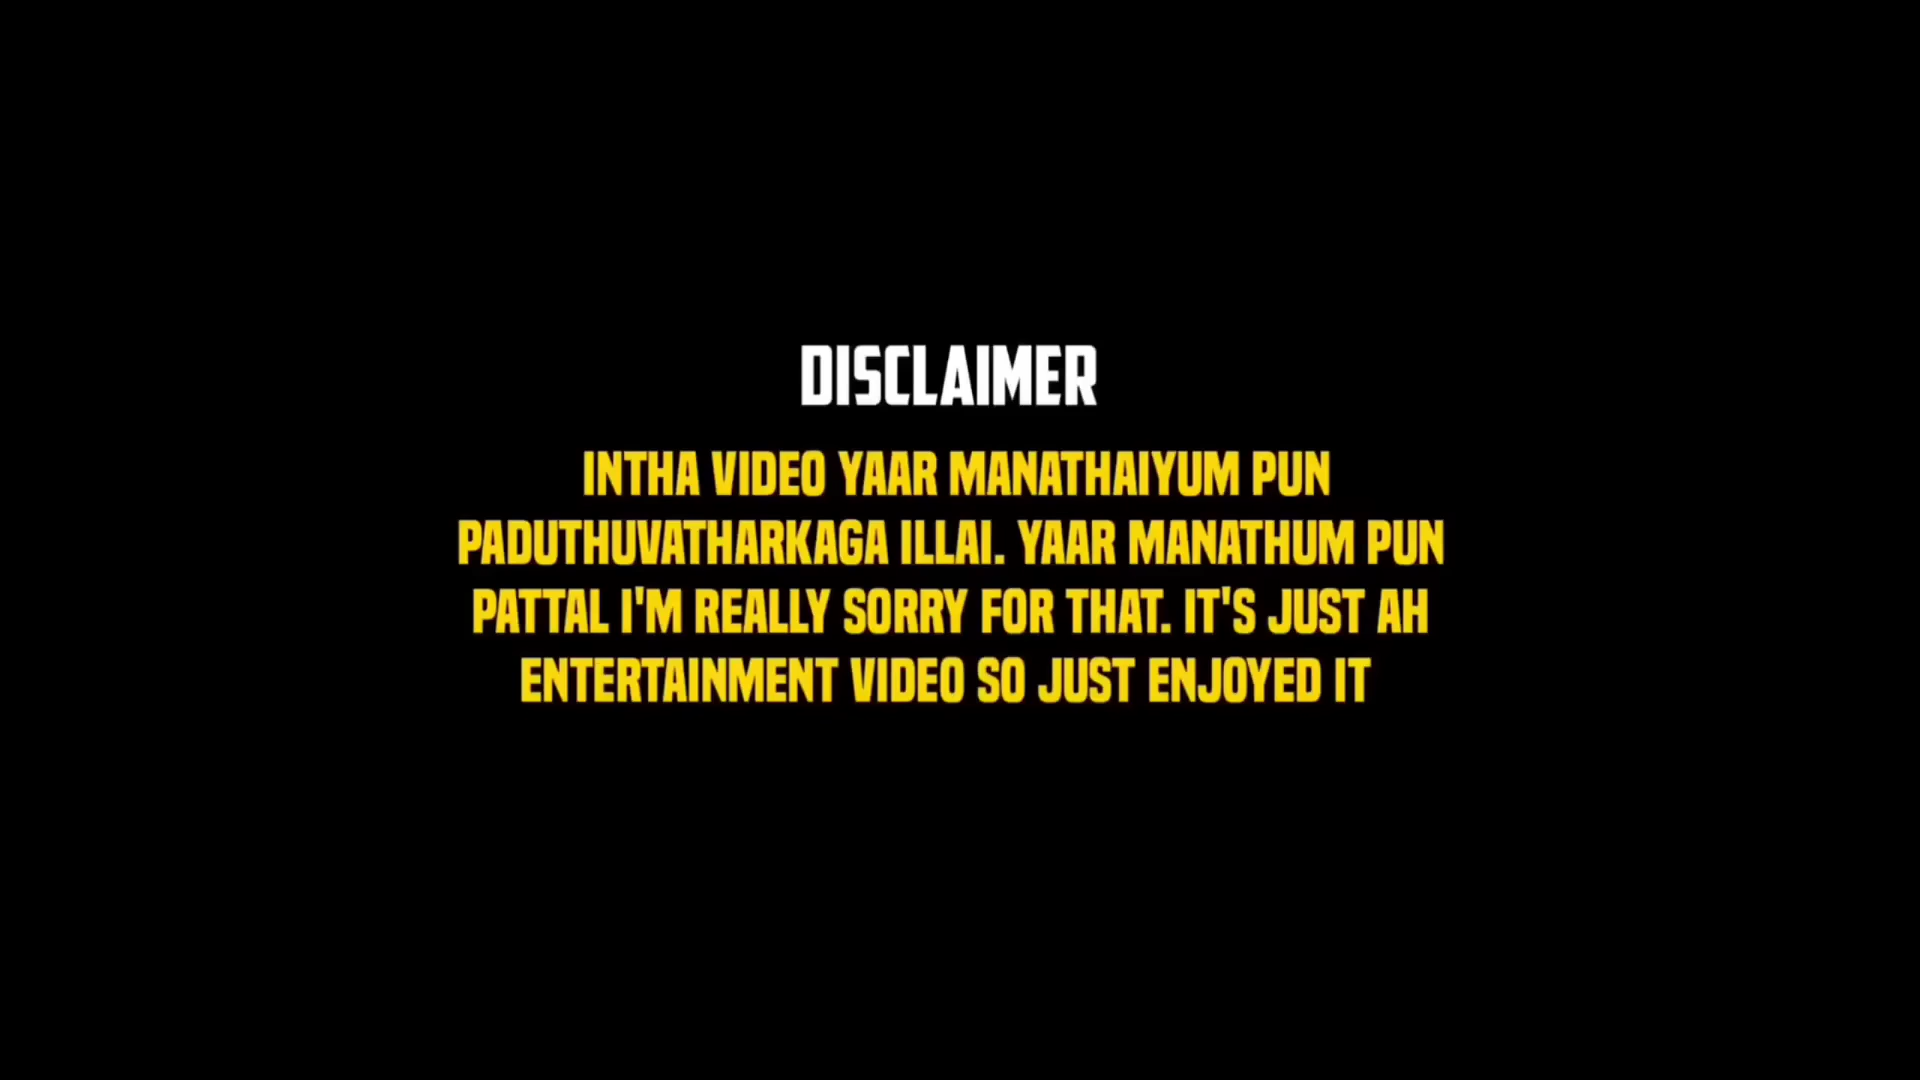 DISCLAIMER
INTHA VIDEO YAAR MANATHAIYUM PUN
PADUTHUVATHARKAGA ILLAI. YAAR MANATHUM PUN
PATTAL I'M REALLY SORRY FOR THAT. IT'S JUST AH
ENTERTAINMENT VIDEO SO JUST ENJOYED IT